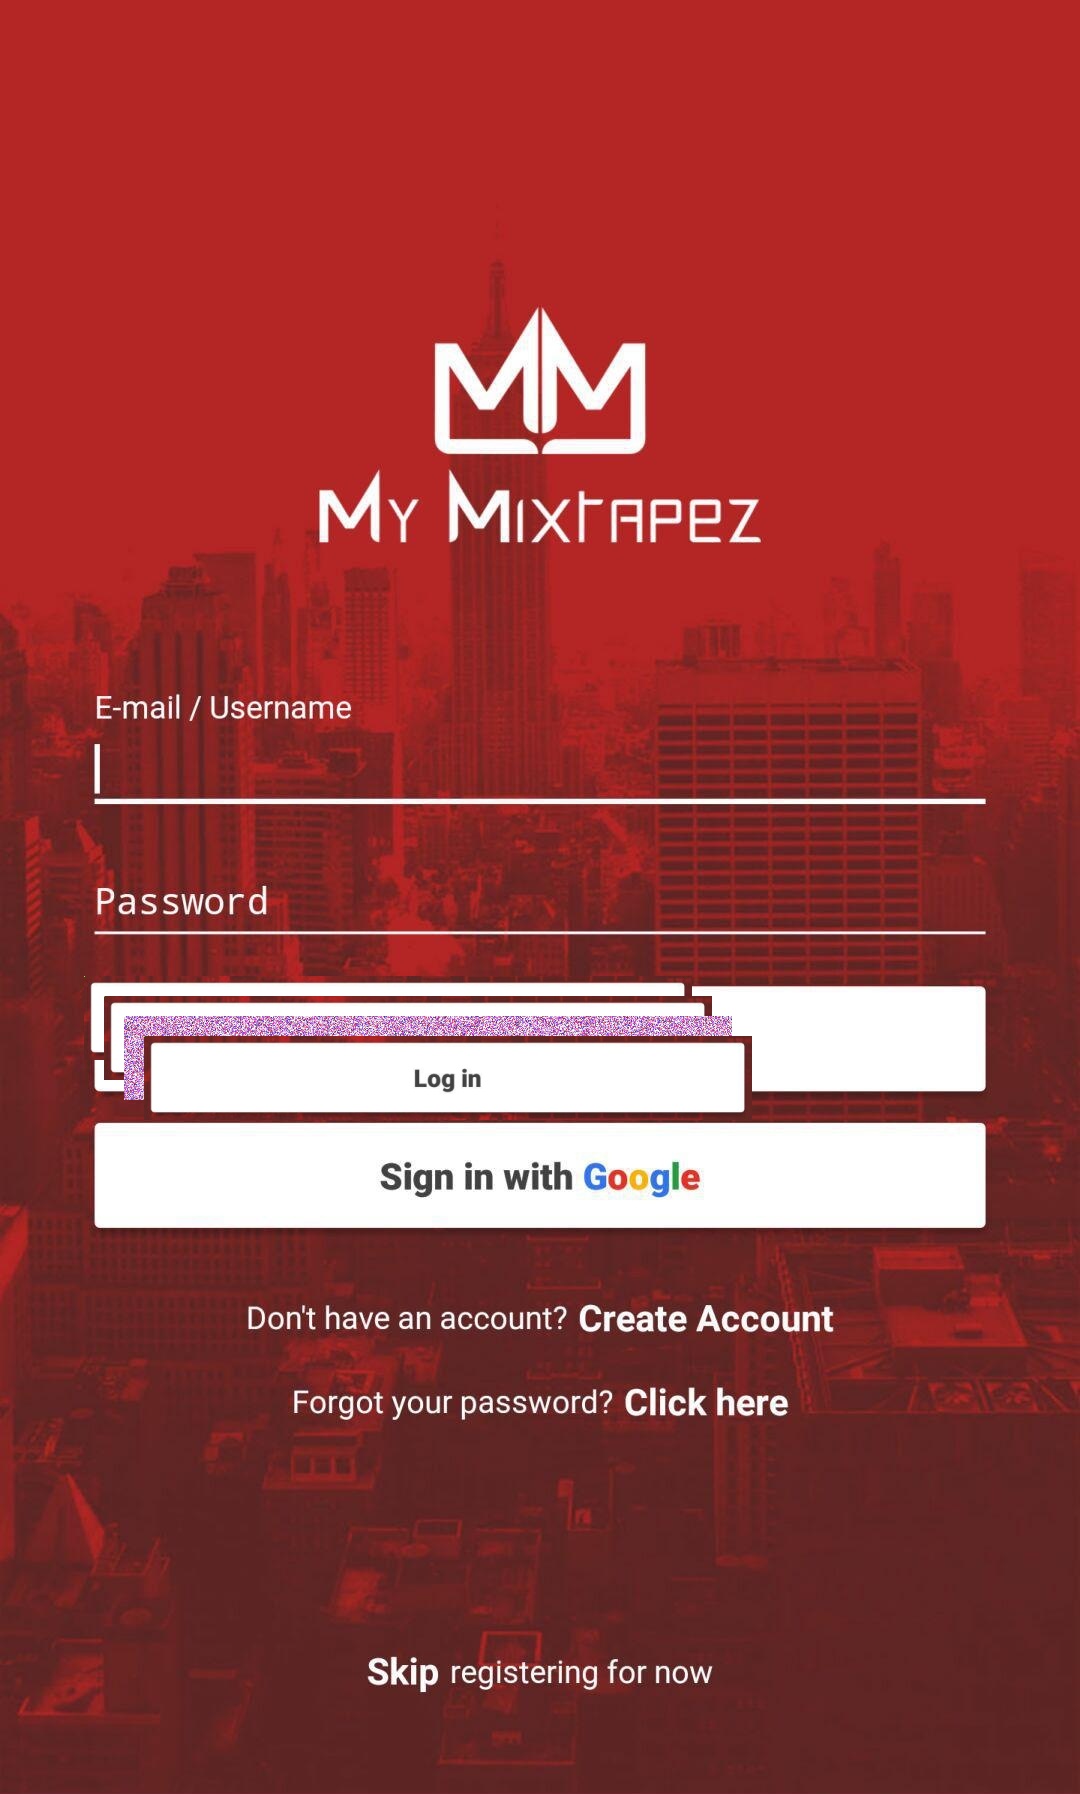 My Mixtapez
E-mail / Username
Password
Log in
Sign in with Google
Don't have an account? Create Account
Forgot your password? Click here
Skip registering for now